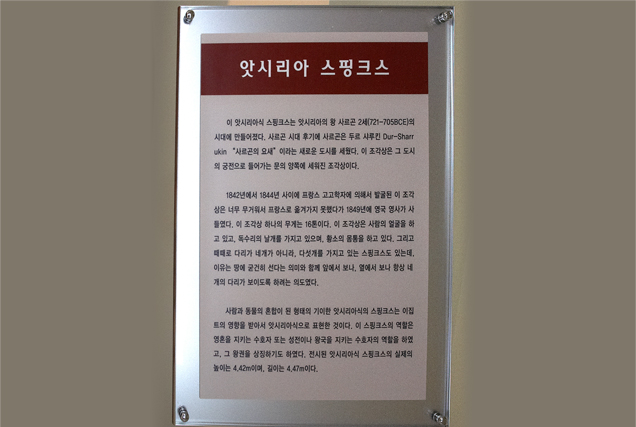 앗시리아 스핑크스
이 앗시리아식 스핑크스는 앗시리아의 왕 사르곤 2세(721-705BCE)의
시대에 만들어졌다. 사르곤 시대 후기에 사르곤은 두르 샤루킨 Dur-Sharr
ukin “사르곤의 요새”이라는 새로운 도시를 세웠다. 이 조각상은 그 도시
의 궁전으로 들어가는 문의 양쪽에 세워진 조각상이다.
1842년에서 1844년 사이에 프랑스 고고학자에 의해서 발굴된 이 조각
상은 너무 무거워서 프랑스로 옮겨가지 못했다가 1849년에 영국 영사가 사
들였다. 이 조각상 하나의 무게는 16톤이다. 이 조각상은 사람의 얼굴을 하
고 있고, 독수리의 날개를 가지고 있으며, 황소의 몸통을 하고 있다. 그리고
때때로 다리가 네개가 아니라, 다섯개를 가지고 있는 스핑크스도 있는데,
이유는 땅에 굳건히 선다는 의미와 함께 앞에서 보나, 옆에서 보나 항상 네
개의 다리가 보이도록 하려는 의도였다.
사람과 동물의 혼합이 된 형태의 기이한 앗시리아식의 스핑크스는 이집
트의 영향을 받아서 앗시리아식으로 표현한 것이다. 이 스핑크스의 역할은
영혼을 지키는 수호자 또는 성전이나 왕국을 지키는 수호자의 역할을 하였
고, 그 왕권을 상징하기도 하였다. 전시된 앗시리아식 스핑크스의 실제의
높이는 4.42m이며, 길이는 4.47m이다.